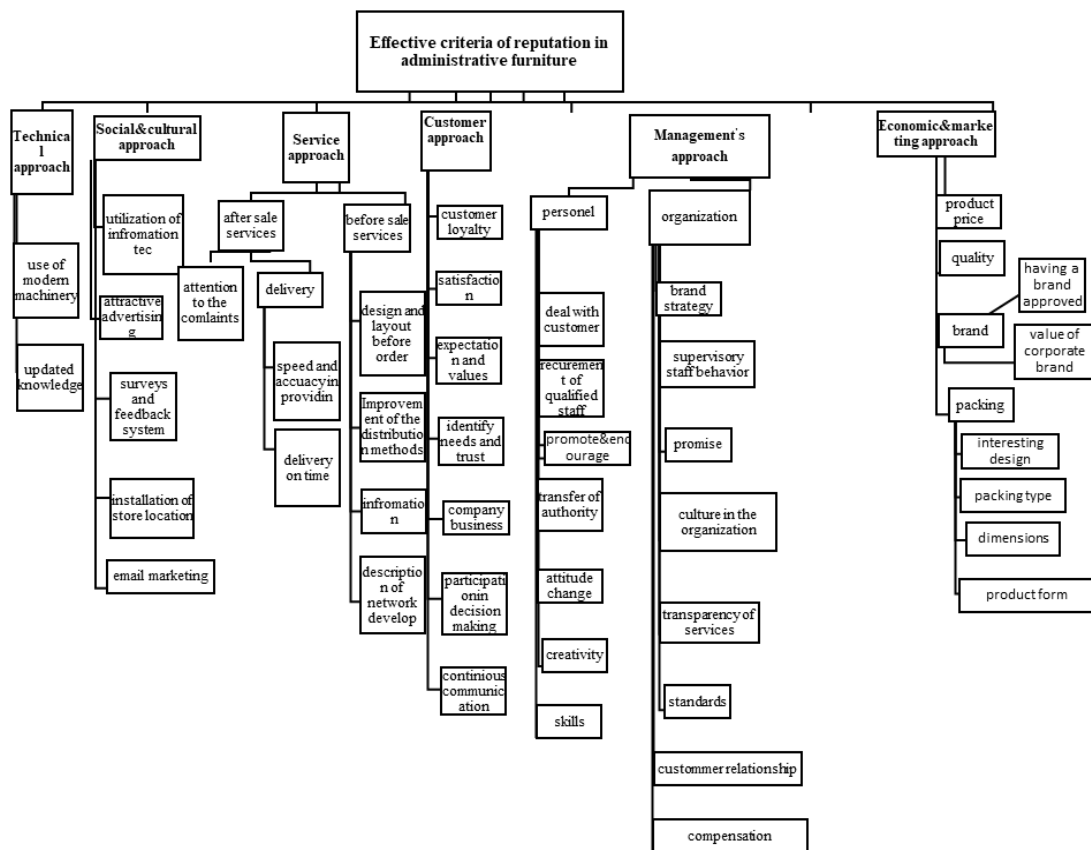 Effective criteria of reputation in
administrative furniture
Technica
l
approach
Social&cultural
approach
Service
approach
Customer
approach
Management's
approach
Economic&marke
ting approach
use of
modern
machinery
updated
knowledge
utilization of
infromation
tec
attractive
advertisin
g
surveys
and
feedback
system
installation of
store location
email marketing
after sale
services
before sale
services
attention
to the
comlaints
delivery
speed and
accuacyin
providin
delivery
on time
design and
layout
before
order
Improvem
ent of the
distributio
n methods
infromatio
n
descriptio
n of
network
develop
customer
loyalty
satisfactio
n
expectatio
n and
values
identify
needs and
trust
company
business
participati
onin
decision
making
continious
communic
ation
personel
organization
deal with
customer
recuremen
t of
qualified
staff
promote&enc
ourage
transfer of
authority
attitude
change
creativity
skills
brand
strategy
supervisory
staff behavior
promise
culture in the
organization
transparency of
services
standards
custommer relationship
compensation
product
price
quality
brand
having a
brand
approved
value of
corporate
brand
packing
interesting
design
packing type
dimensions
product form